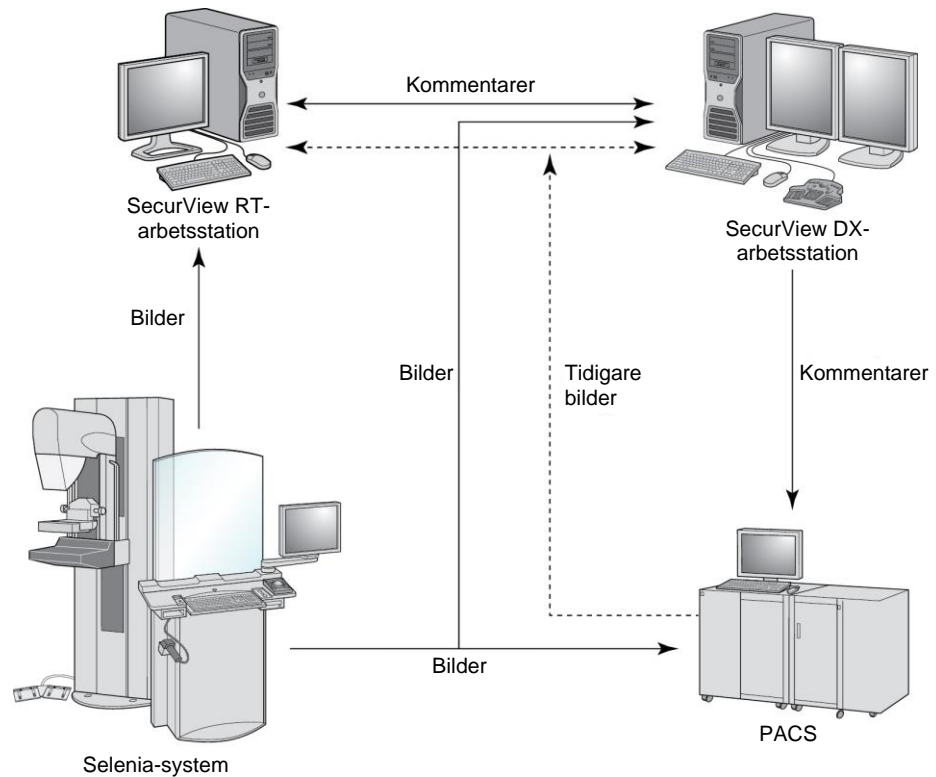 Kommentarer
SecurView RT-
arbetsstation
SecurView DX-
arbetsstation
Bilder
Bilder
Tidigare
bilder
Kommentarer
Bilder
PACS
Selenia-system